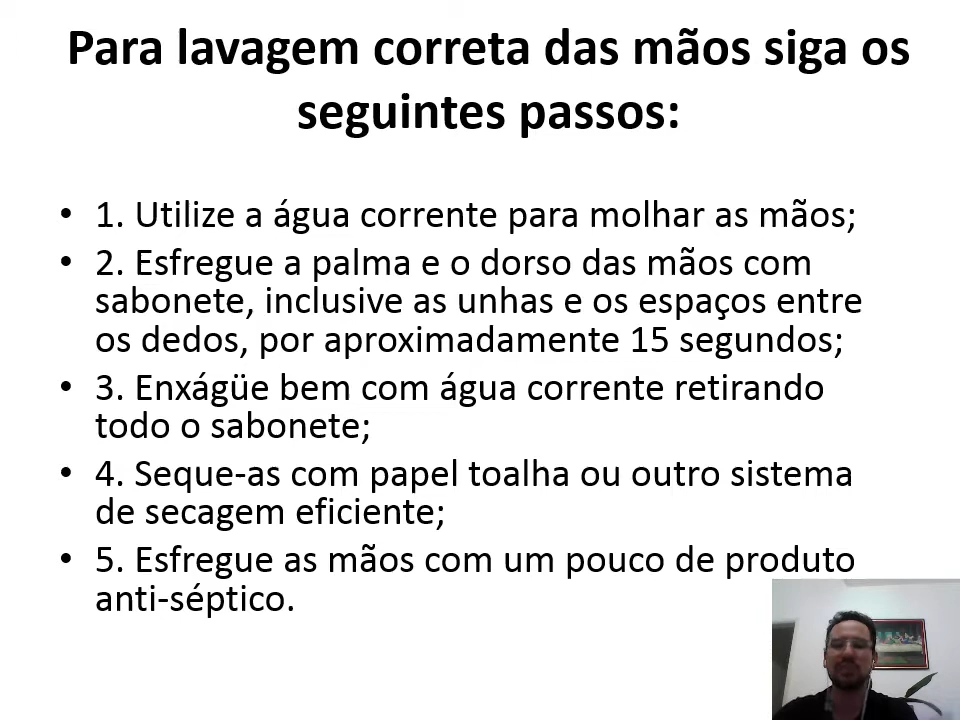 Para lavagem correta das mãos siga os
seguintes passos:
• 1. Utilize a água corrente para molhar as mãos;
• 2. Esfregue a palma e o dorso das mãos com
sabonete, inclusive as unhas e os espaços entre
os dedos, por aproximadamente 15 segundos;
• 3. Enxágüe bem com água corrente retirando
todo o sabonete;
• 4. Seque-as com papel toalha ou outro sistema
de secagem eficiente;
• 5. Esfregue as mãos com um pouco de produto
anti-séptico.